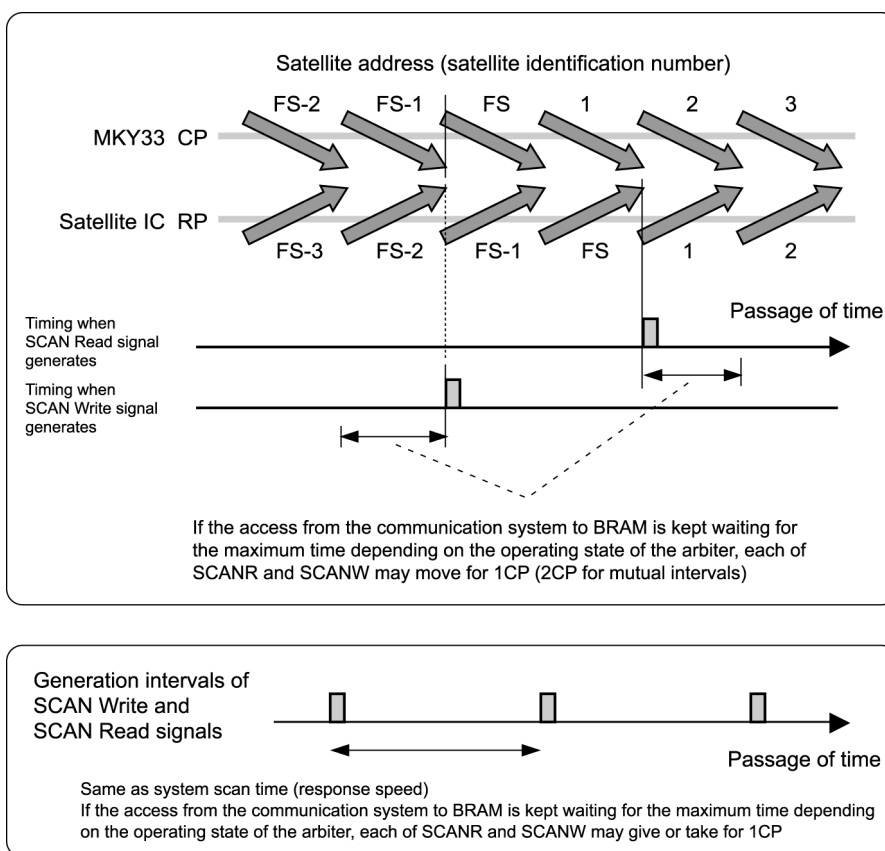 Satellite address (satellite identification number)
FS-2 FS-1 FS 1 2 3
MKY33 CP
Satellite IC RP
FS-3 FS-2 FS-1 FS 1 2
Passage of time
Timing when
SCAN Read signal
generates
Timing when
SCAN Write signal
generates
If the access from the communication system to BRAM is kept waiting for
the maximum time depending on the operating state of the arbiter, each of
SCANR and SCANW may move for 1CP (2CP for mutual intervals)
Generation intervals of
SCAN Write and
SCAN Read signals
Passage of time
Same as system scan time (response speed)
If the access from the communication system to BRAM is kept waiting for the maximum time depending
on the operating state of the arbiter, each of SCANR and SCANW may give or take for 1CP